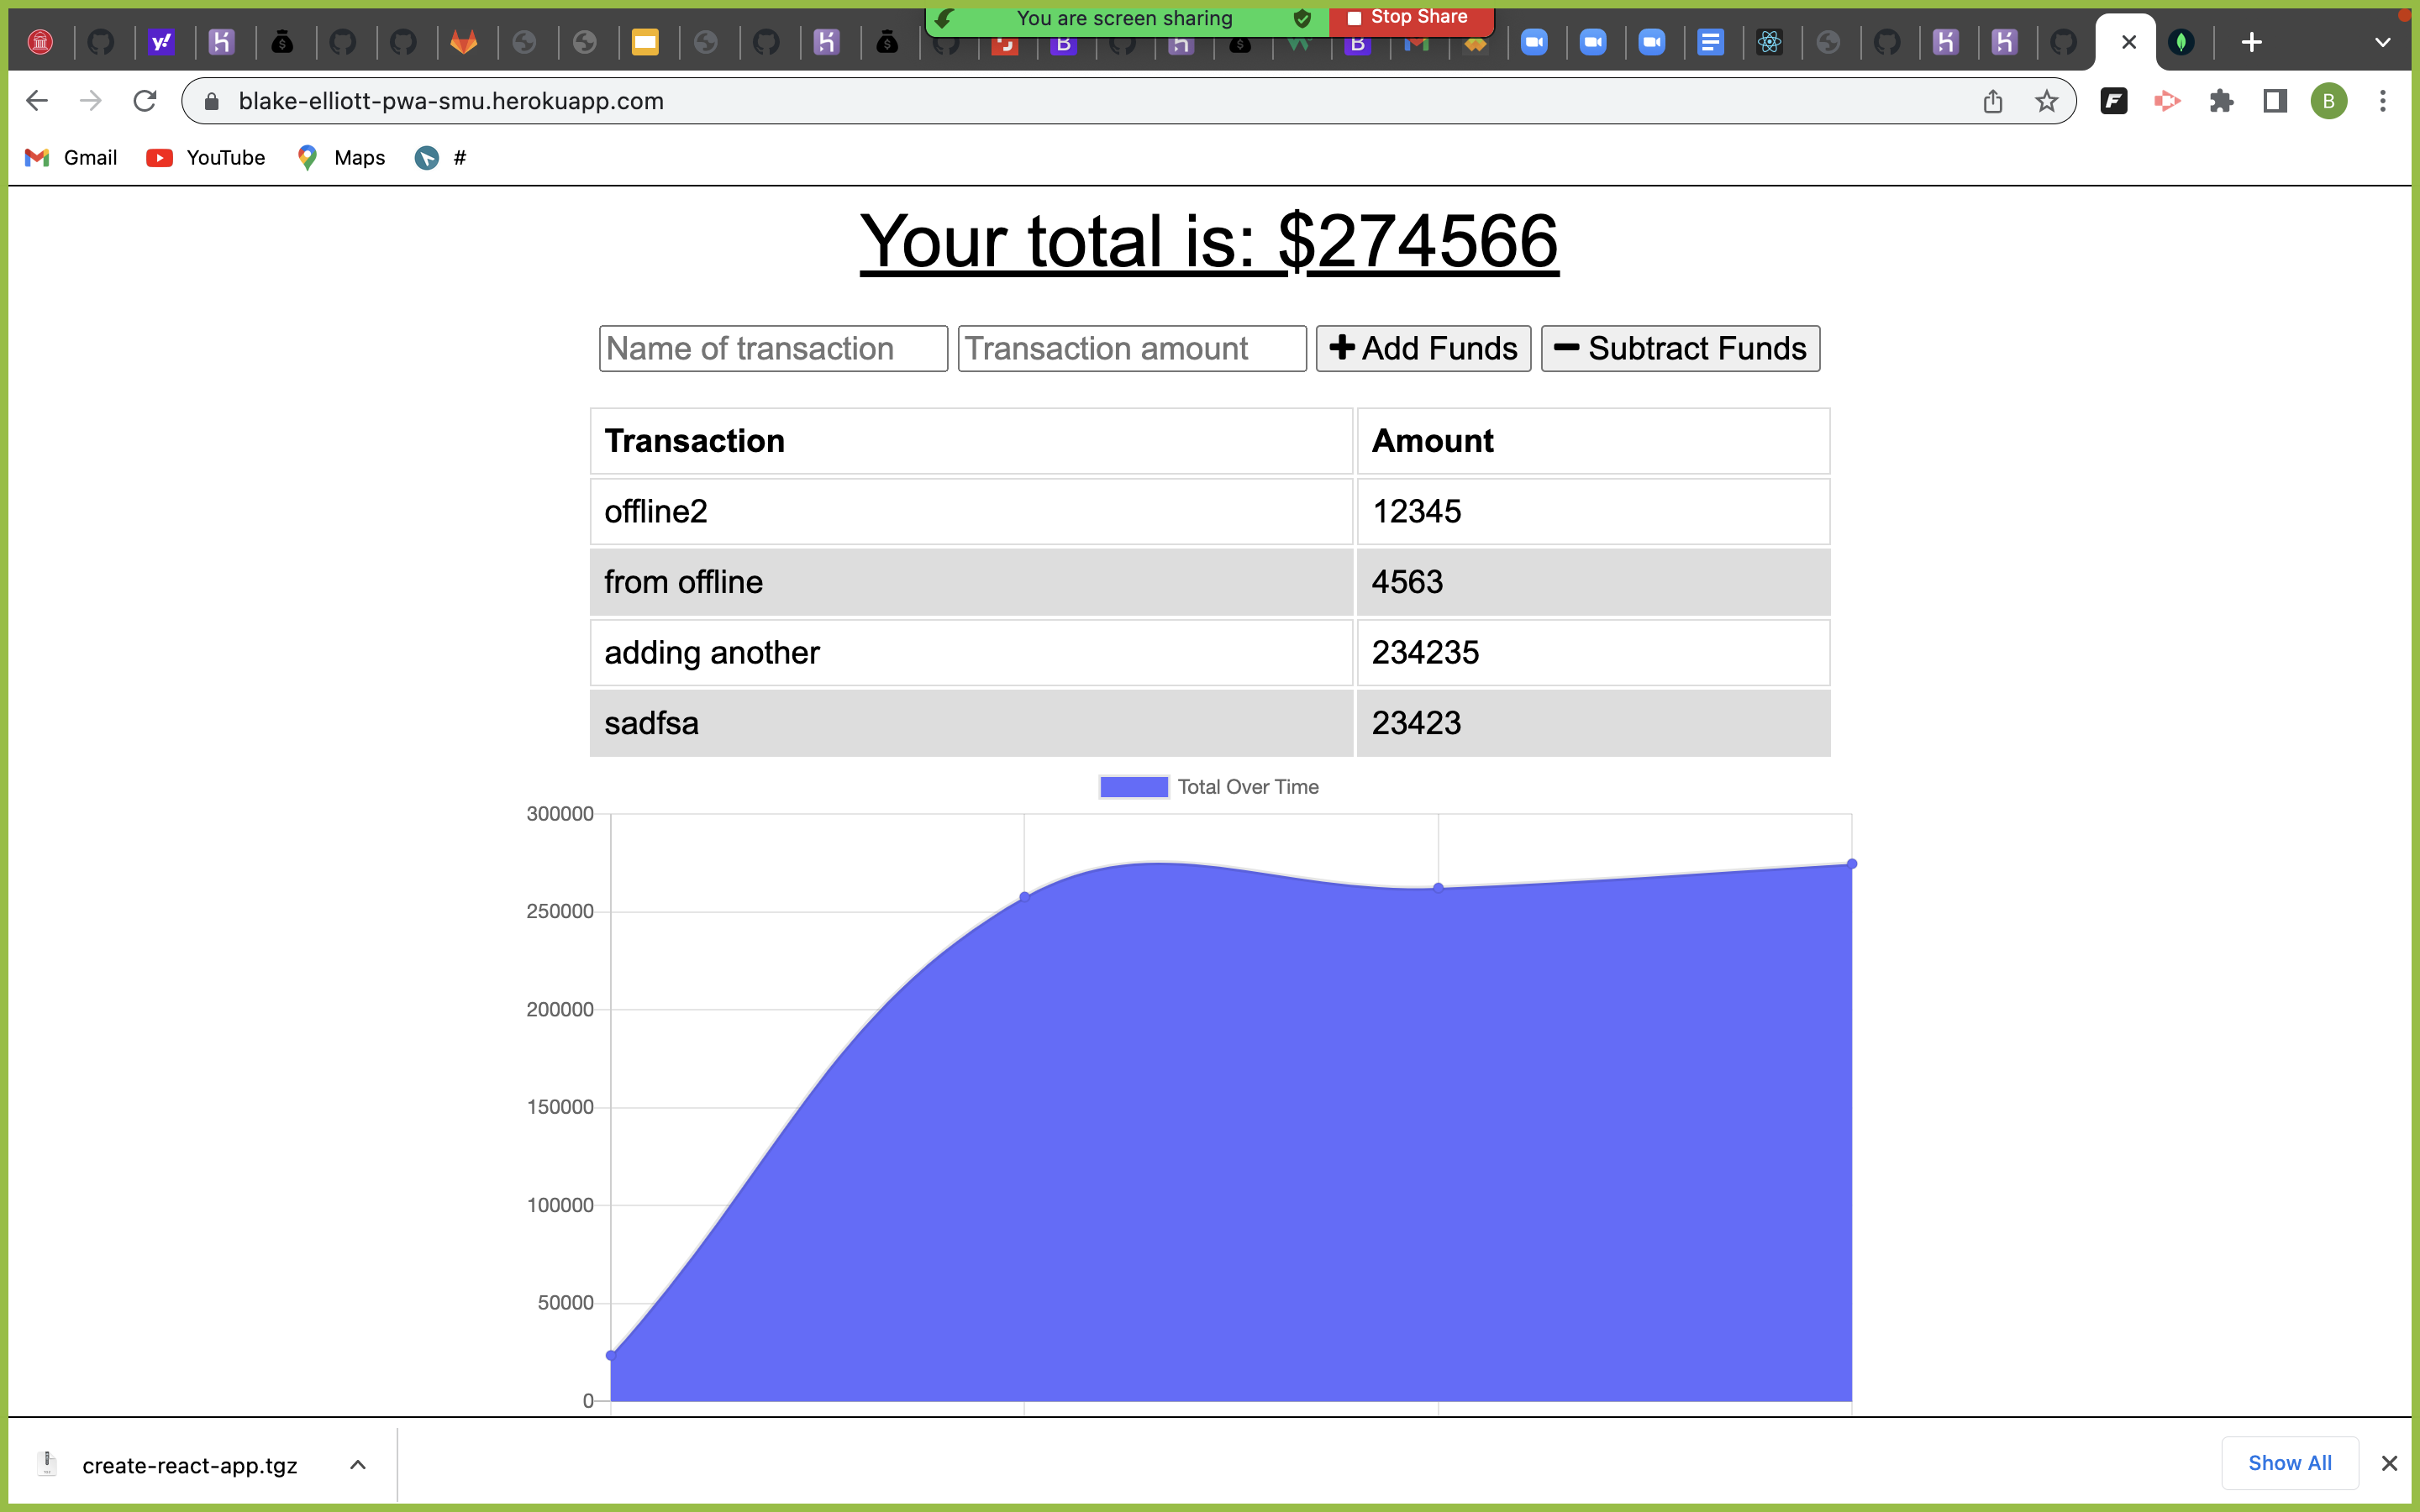 You are screen sharing Stop Share
blake-elliott-pwa-smu.herokuapp.com
B
Gmail YouTube Maps #
Your total is: $274566
Name of transaction Transaction amount Add Funds Subtract Funds
Transaction Amount
offline2 12345
from offline 4563
adding another 234235
sadfsa 23423
Total Over Time
300000
250000
200000
150000
100000
50000
0
create-react-app.tgz Show All